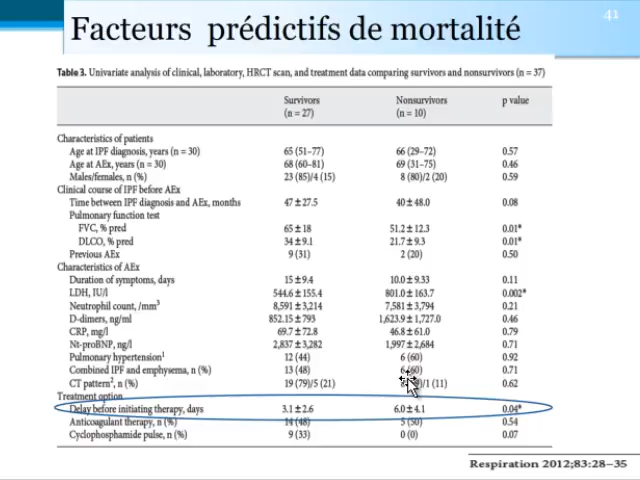 41
Facteurs prédictifs de mortalité
Table 3. Univariate analysis of clinical, laboratory, HRCT scan, and treatment data comparing survivors and nonsurvivors (n = 37)
Survivors (n = 27) Nonsurvivors (n = 10) p value
Characteristics of patients
Age at IPF diagnosis, years (n = 30) 65 (51–77) 66 (29–72) 0.57
Age at AEx, years (n = 30) 68 (60–81) 69 (31–75) 0.46
Males/females, n (%) 23 (85)/4 (15) 8 (80)/2 (20) 0.59
Clinical course of IPF before AEx
Time between IPF diagnosis and AEx, months 47 ± 27.5 40 ± 48.0 0.08
Pulmonary function test
FVC, % pred 65 ± 18 51.2 ± 12.3 0.01*
DLCO, % pred 34 ± 9.1 21.7 ± 9.3 0.01*
Previous AEx 9 (31) 2 (20) 0.50
Characteristics of AEx
Duration of symptoms, days 15 ± 9.4 10.0 ± 9.33 0.11
LDH, IU/l 544.6 ± 155.4 801.0 ± 163.7 0.002*
Neutrophil count, /mm³ 8,591 ± 3,214 7,581 ± 3,794 0.21
D-dimers, ng/ml 852.15 ± 793 1,623.9 ± 1,727.0 0.46
CRP, mg/l 69.7 ± 72.8 46.8 ± 61.0 0.79
Nt-proBNP, ng/l 2,837 ± 3,282 1,997 ± 2,684 0.71
Pulmonary hypertension¹ 12 (44) 6 (60) 0.92
Combined IPF and emphysema, n (%) 13 (48) 6 (60) 0.71
CT pattern², n (%) 19 (79)/5 (21) /1 (11) 0.62
Treatment option
Delay before initiating therapy, days 3.1 ± 2.6 6.0 ± 4.1 0.04*
Anticoagulant therapy, n (%) 14 (48) 5 (50) 0.54
Cyclophosphamide pulse, n (%) 9 (33) 0 (0) 0.07
Respiration 2012;83:28–35